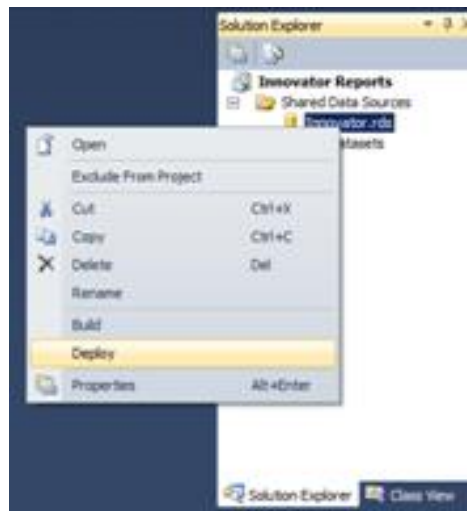 Solution Explorer
Innovator Reports
Shared Data Sources
Innovator.rds
Datasets
Open
Exclude From Project
Cut Ctrl+X
Copy Ctrl+C
Delete Del
Rename
Build
Deploy
Properties Alt+Enter
Solution Explorer Class View